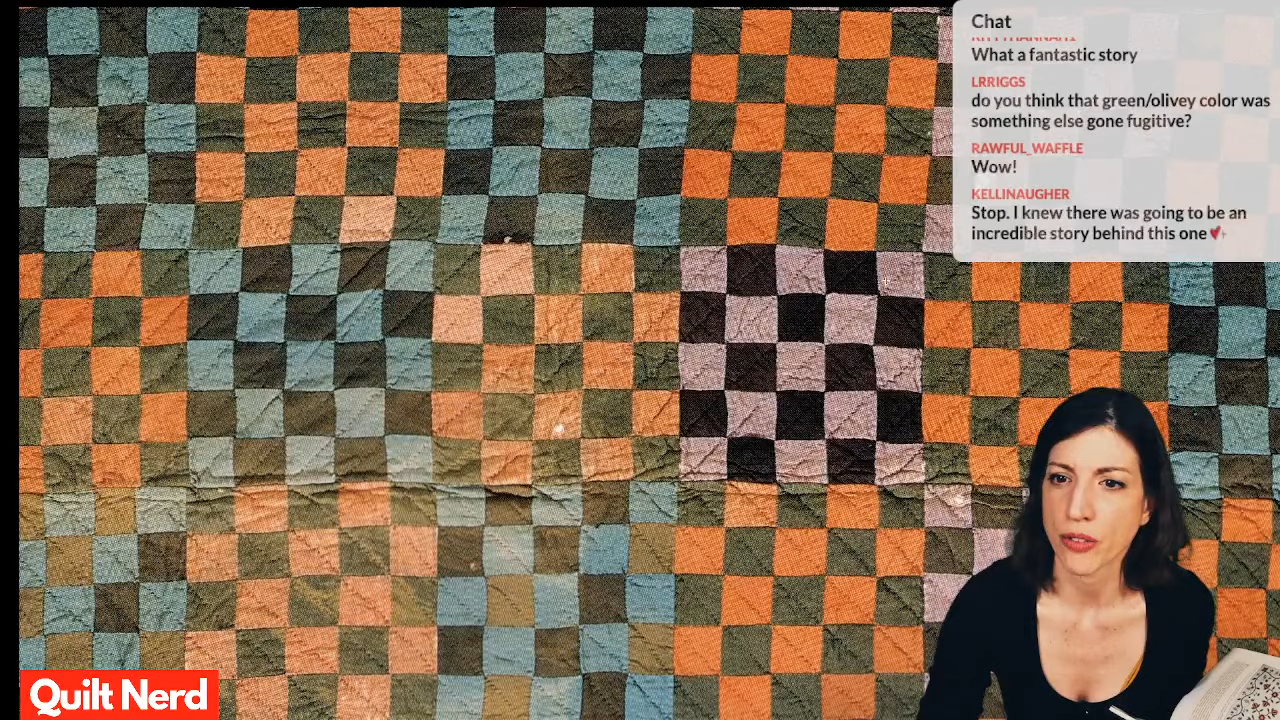 Chat
What a fantastic story
LRRIGGS
do you think that green/olivey color was
something else gone fugitive?
RAWFUL_WAFFLE
Wow!
KELLINAUGHER
Stop. I knew there was going to be an
incredible story behind this one
Quilt Nerd